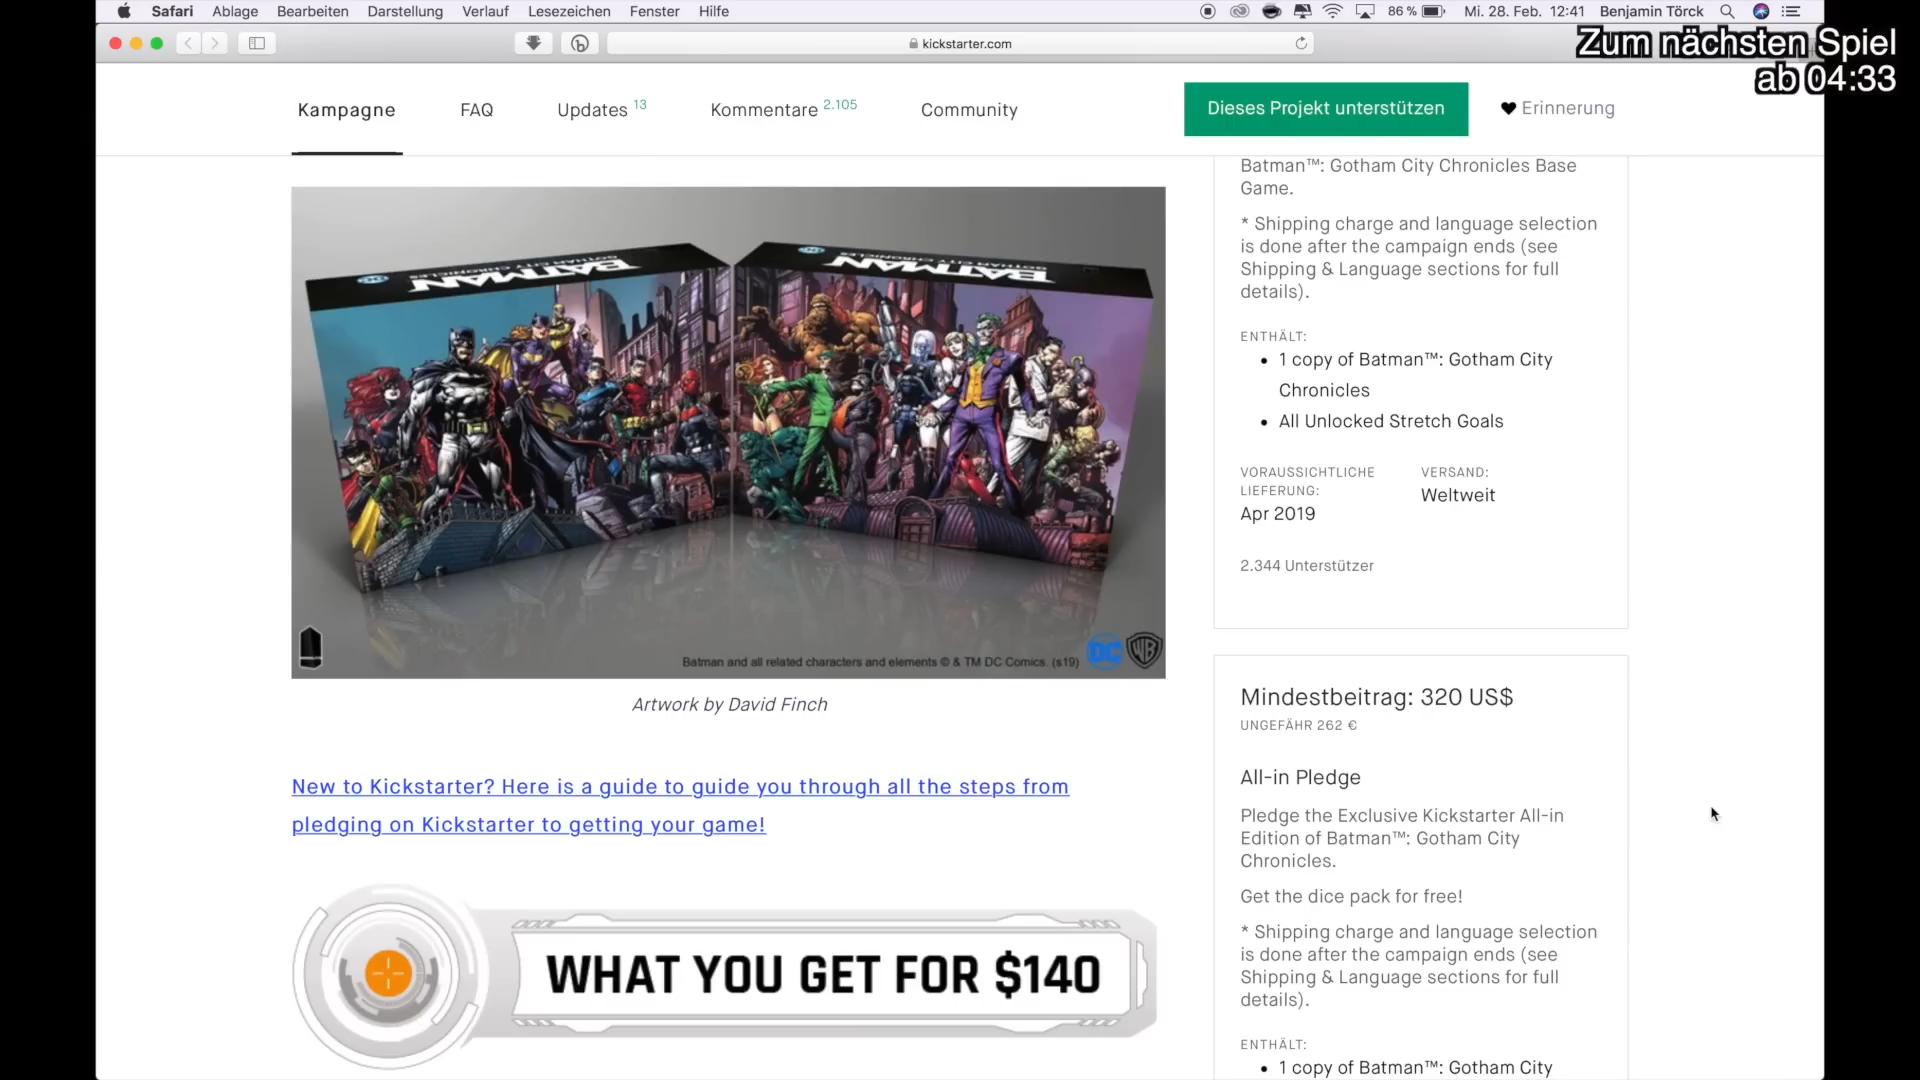 Safari Ablage Bearbeiten Darstellung Verlauf Lesezeichen Fenster Hilfe
86 % Mi. 28. Feb. 12:41 Benjamin Törck
kickstarter.com
Zum nächsten Spiel
ab 04:33
Kampagne FAQ Updates 13 Kommentare 2.105 Community
Dieses Projekt unterstützen Erinnerung
BATMAN
GOTHAM CITY CHRONICLES
BATMAN
GOTHAM CITY CHRONICLES
Batman and all related characters and elements © & TM DC Comics. (s19)
DC
WB
Artwork by David Finch
New to Kickstarter? Here is a guide to guide you through all the steps from
pledging on Kickstarter to getting your game!
WHAT YOU GET FOR $140
Batman™: Gotham City Chronicles Base
Game.
* Shipping charge and language selection
is done after the campaign ends (see
Shipping & Language sections for full
details).
ENTHÄLT:
• 1 copy of Batman™: Gotham City
Chronicles
• All Unlocked Stretch Goals
VORAUSSICHTLICHE
LIEFERUNG:
Apr 2019
VERSAND:
Weltweit
2.344 Unterstützer
Mindestbeitrag: 320 US$
UNGEFÄHR 262 €
All-in Pledge
Pledge the Exclusive Kickstarter All-in
Edition of Batman™: Gotham City
Chronicles.
Get the dice pack for free!
* Shipping charge and language selection
is done after the campaign ends (see
Shipping & Language sections for full
details).
ENTHÄLT:
• 1 copy of Batman™: Gotham City